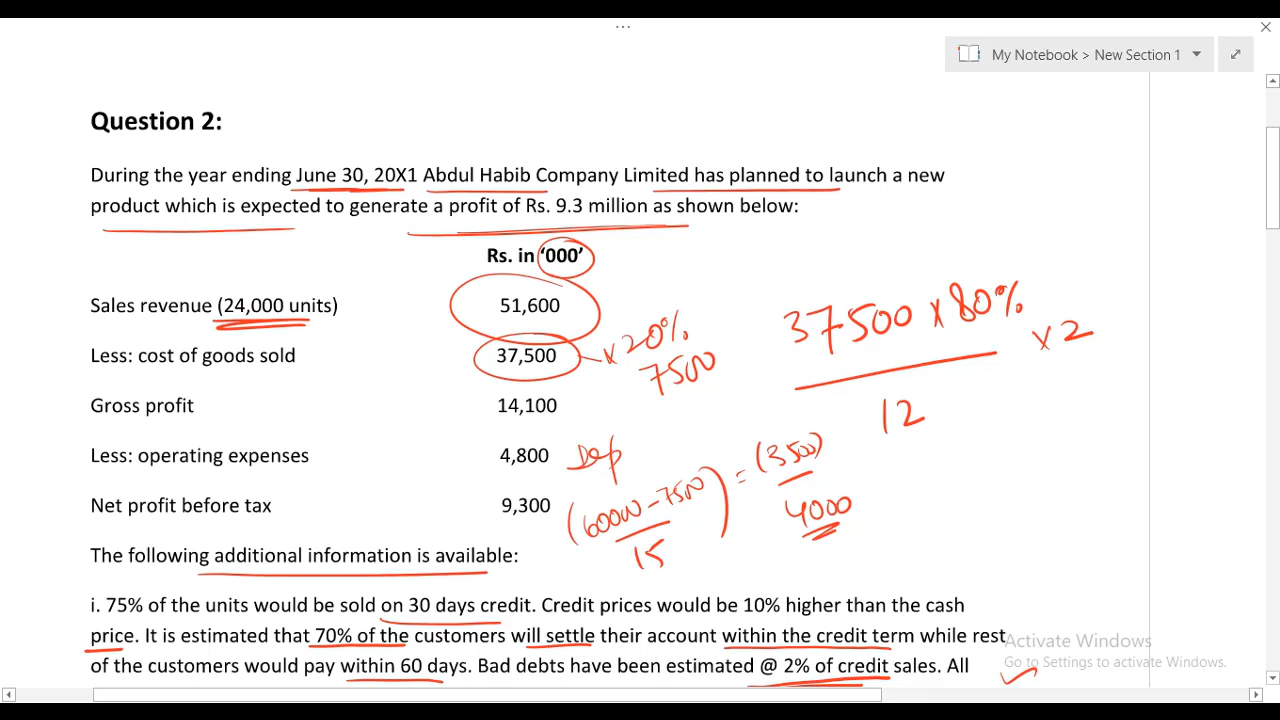 My Notebook > New Section 1
Question 2:
During the year ending June 30, 20X1 Abdul Habib Company Limited has planned to launch a new
product which is expected to generate a profit of Rs. 9.3 million as shown below:
Rs. in ‘000’
Sales revenue (24,000 units) 51,600
Less: cost of goods sold 37,500
Gross profit 14,100
Less: operating expenses 4,800
Net profit before tax 9,300
× 20%
7500
37500 × 80%
× 2
12
Dep
(60000 - 7500) = (3500)
15
4000
The following additional information is available:
i. 75% of the units would be sold on 30 days credit. Credit prices would be 10% higher than the cash
price. It is estimated that 70% of the customers will settle their account within the credit term while rest
of the customers would pay within 60 days. Bad debts have been estimated @ 2% of credit sales. All
Activate Windows
Go to Settings to activate Windows.